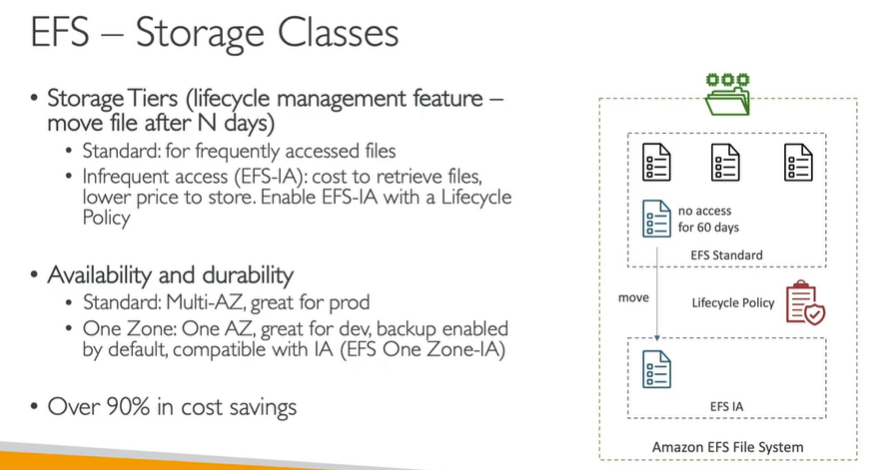 EFS – Storage Classes
• Storage Tiers (lifecycle management feature –
move file after N days)
• Standard: for frequently accessed files
• Infrequent access (EFS-IA): cost to retrieve files,
lower price to store. Enable EFS-IA with a Lifecycle
Policy
• Availability and durability
• Standard: Multi-AZ, great for prod
• One Zone: One AZ, great for dev, backup enabled
by default, compatible with IA (EFS One Zone-IA)
• Over 90% in cost savings
no access
for 60 days
EFS Standard
move
Lifecycle Policy
EFS IA
Amazon EFS File System